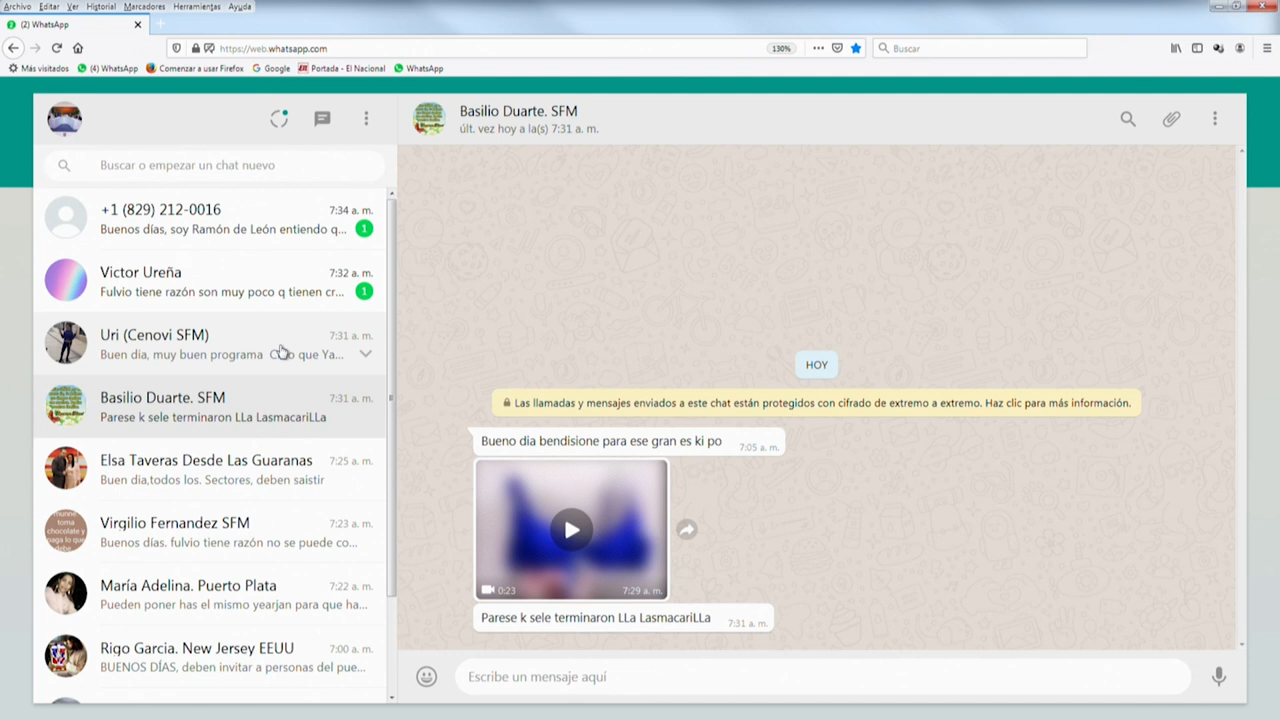 Archivo Editar Ver Historial Marcadores Herramientas Ayuda
(2) WhatsApp
https://web.whatsapp.com
130%
Buscar
Más visitados
(4) WhatsApp
Comenzar a usar Firefox
Google
Portada - El Nacional
WhatsApp
Buscar o empezar un chat nuevo
+1 (829) 212-0016 7:34 a. m.
Buenos días, soy Ramón de León entiendo q... 1
Victor Ureña 7:32 a. m.
Fulvio tiene razón son muy poco q tienen cr... 1
Uri (Cenovi SFM) 7:31 a. m.
Buen dia, muy buen programa que Ya...
Basilio Duarte. SFM 7:31 a. m.
Parese k sele terminaron LLa LasmacariLLa
Elsa Taveras Desde Las Guaranas 7:25 a. m.
Buen dia,todos los. Sectores, deben saistir
Virgilio Fernandez SFM 7:23 a. m.
Buenos días. fulvio tiene razón no se puede co...
toma
chocolate y
paga lo que
debe
María Adelina. Puerto Plata 7:22 a. m.
Pueden poner has el mismo yearjan para que ha...
Rigo Garcia. New Jersey EEUU 7:00 a. m.
BUENOS DÍAS, deben invitar a personas del pue...
Basilio Duarte. SFM
últ. vez hoy a la(s) 7:31 a. m.
HOY
Las llamadas y mensajes enviados a este chat están protegidos con cifrado de extremo a extremo. Haz clic para más información.
Bueno dia bendisione para ese gran es ki po 7:05 a. m.
0:23 7:29 a. m.
Parese k sele terminaron LLa LasmacariLLa 7:31 a. m.
Escribe un mensaje aquí